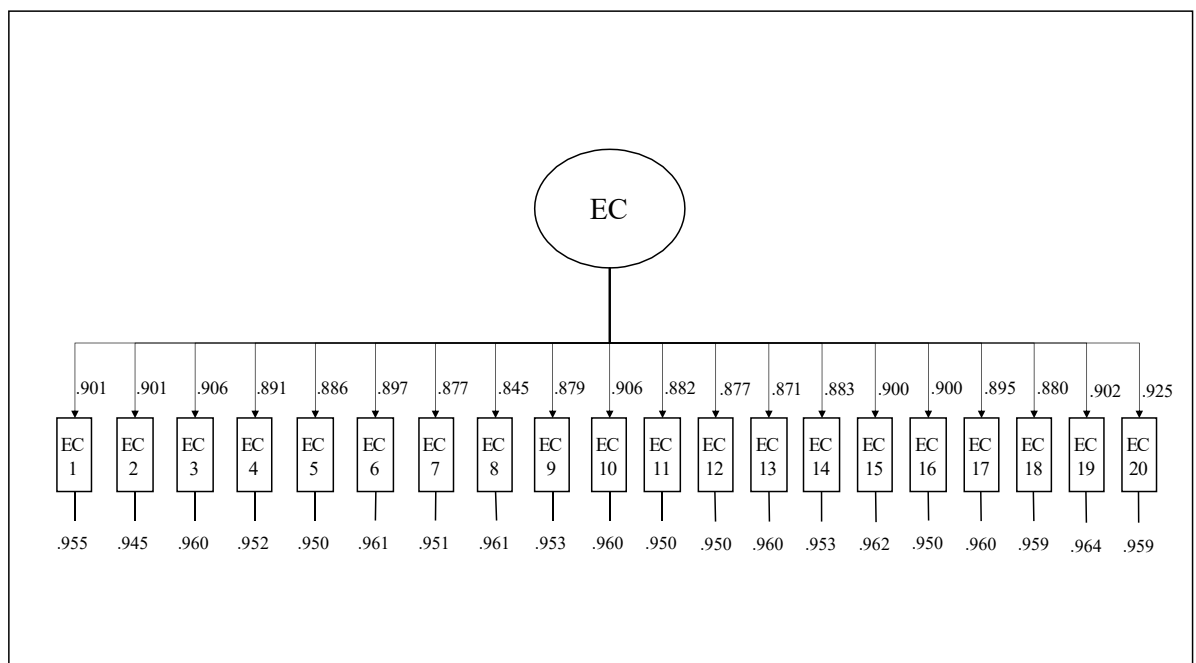 EC
.901 .901 .906 .891 .886 .897 .877 .845 .879 .906 .882 .877 .871 .883 .900 .900 .895 .880 .902 .925
EC EC EC EC EC EC EC EC EC EC EC EC EC EC EC EC EC EC EC EC
1 2 3 4 5 6 7 8 9 10 11 12 13 14 15 16 17 18 19 20
.955 .945 .960 .952 .950 .961 .951 .961 .953 .960 .950 .950 .960 .953 .962 .950 .960 .959 .964 .959